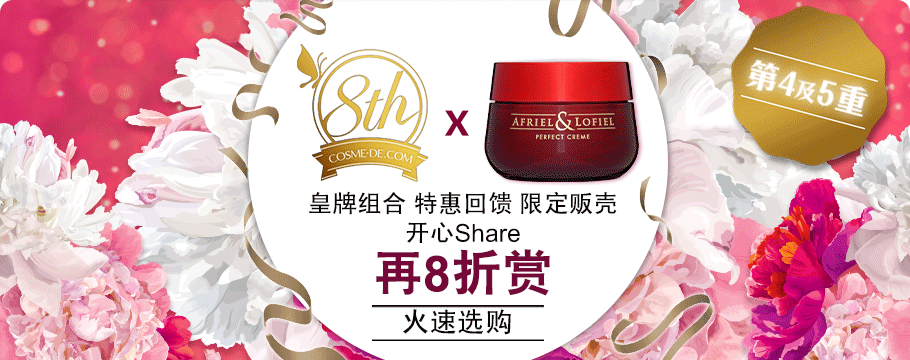 8th
COSME-DE.COM
X
AFRIEL&LOFIEL
PERFECT CREME
第4及5重
皇牌组合 特惠回馈 限定贩壳
开心Share
再8折赏
火速选购